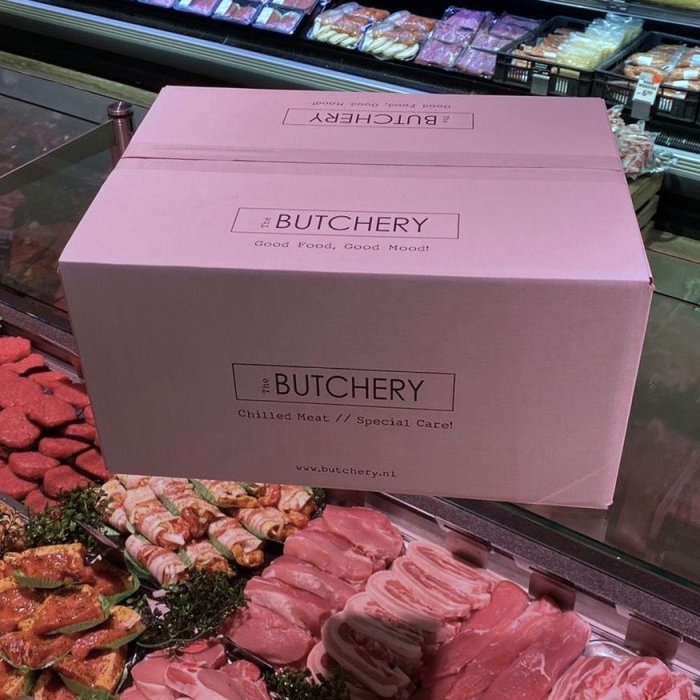 Good Food, Good Mood!
The BUTCHERY
The BUTCHERY
Good Food, Good Mood!
The BUTCHERY
Chilled Meat // Special Care!
www.butchery.nl